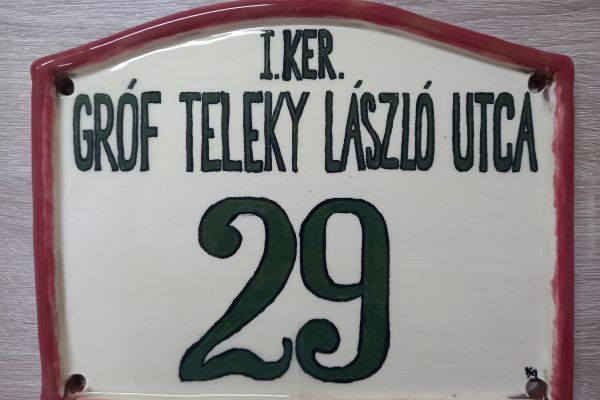 I.KER.
GRÓF TELEKY LÁSZLÓ UTCA
29